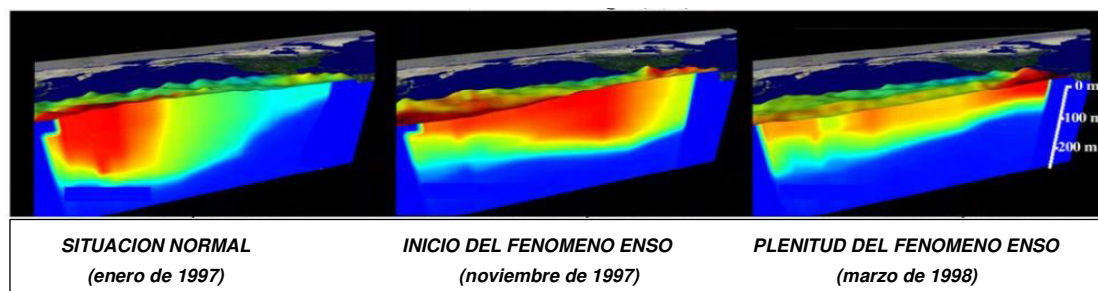 0 m
100 m
200 m
SITUACION NORMAL
(enero de 1997)
INICIO DEL FENOMENO ENSO
(noviembre de 1997)
PLENITUD DEL FENOMENO ENSO
(marzo de 1998)